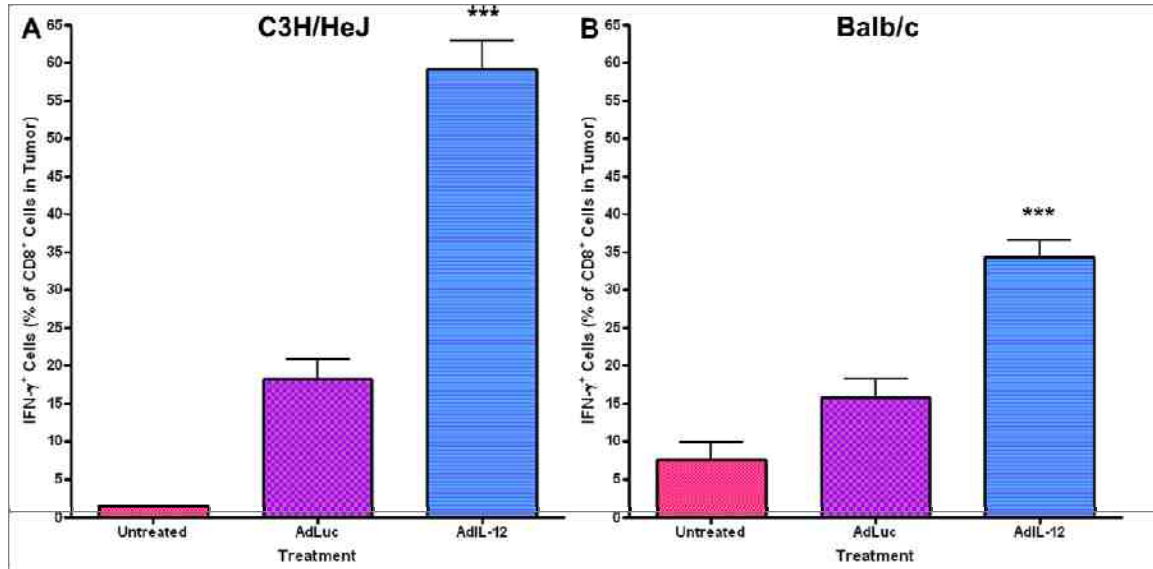 A
C3H/HeJ
***
IFN-γ⁺ Cells (% of CD8⁺ Cells in Tumor)
65
60
55
50
45
40
35
30
25
20
15
10
5
0
Untreated
AdLuc
AdIL-12
Treatment
B
Balb/c
***
IFN-γ⁺ Cells (% of CD8⁺ Cells in Tumor)
65
60
55
50
45
40
35
30
25
20
15
10
5
0
Untreated
AdLuc
AdIL-12
Treatment